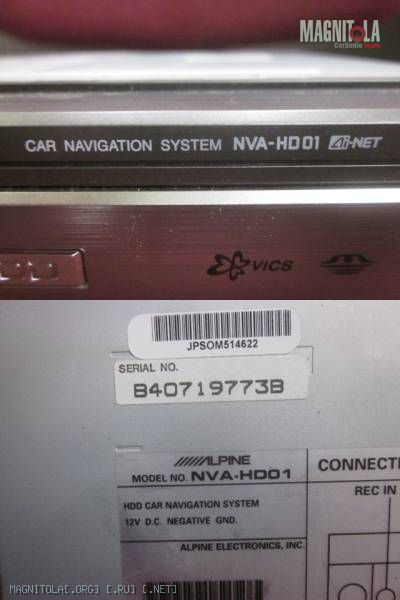 MAGNITOLA
CarAudio Team
CAR NAVIGATION SYSTEM NVA-HD01 Ai-NET
VICS
JPSOM514622
SERIAL NO.
B40719773B
ALPINE
MODEL NO. NVA-HD01
HDD CAR NAVIGATION SYSTEM
12V D.C. NEGATIVE GND.
ALPINE ELECTRONICS, INC.
CONNECTI
REC IN
MAGNITOLA[.ORG] [.RU] [.NET]